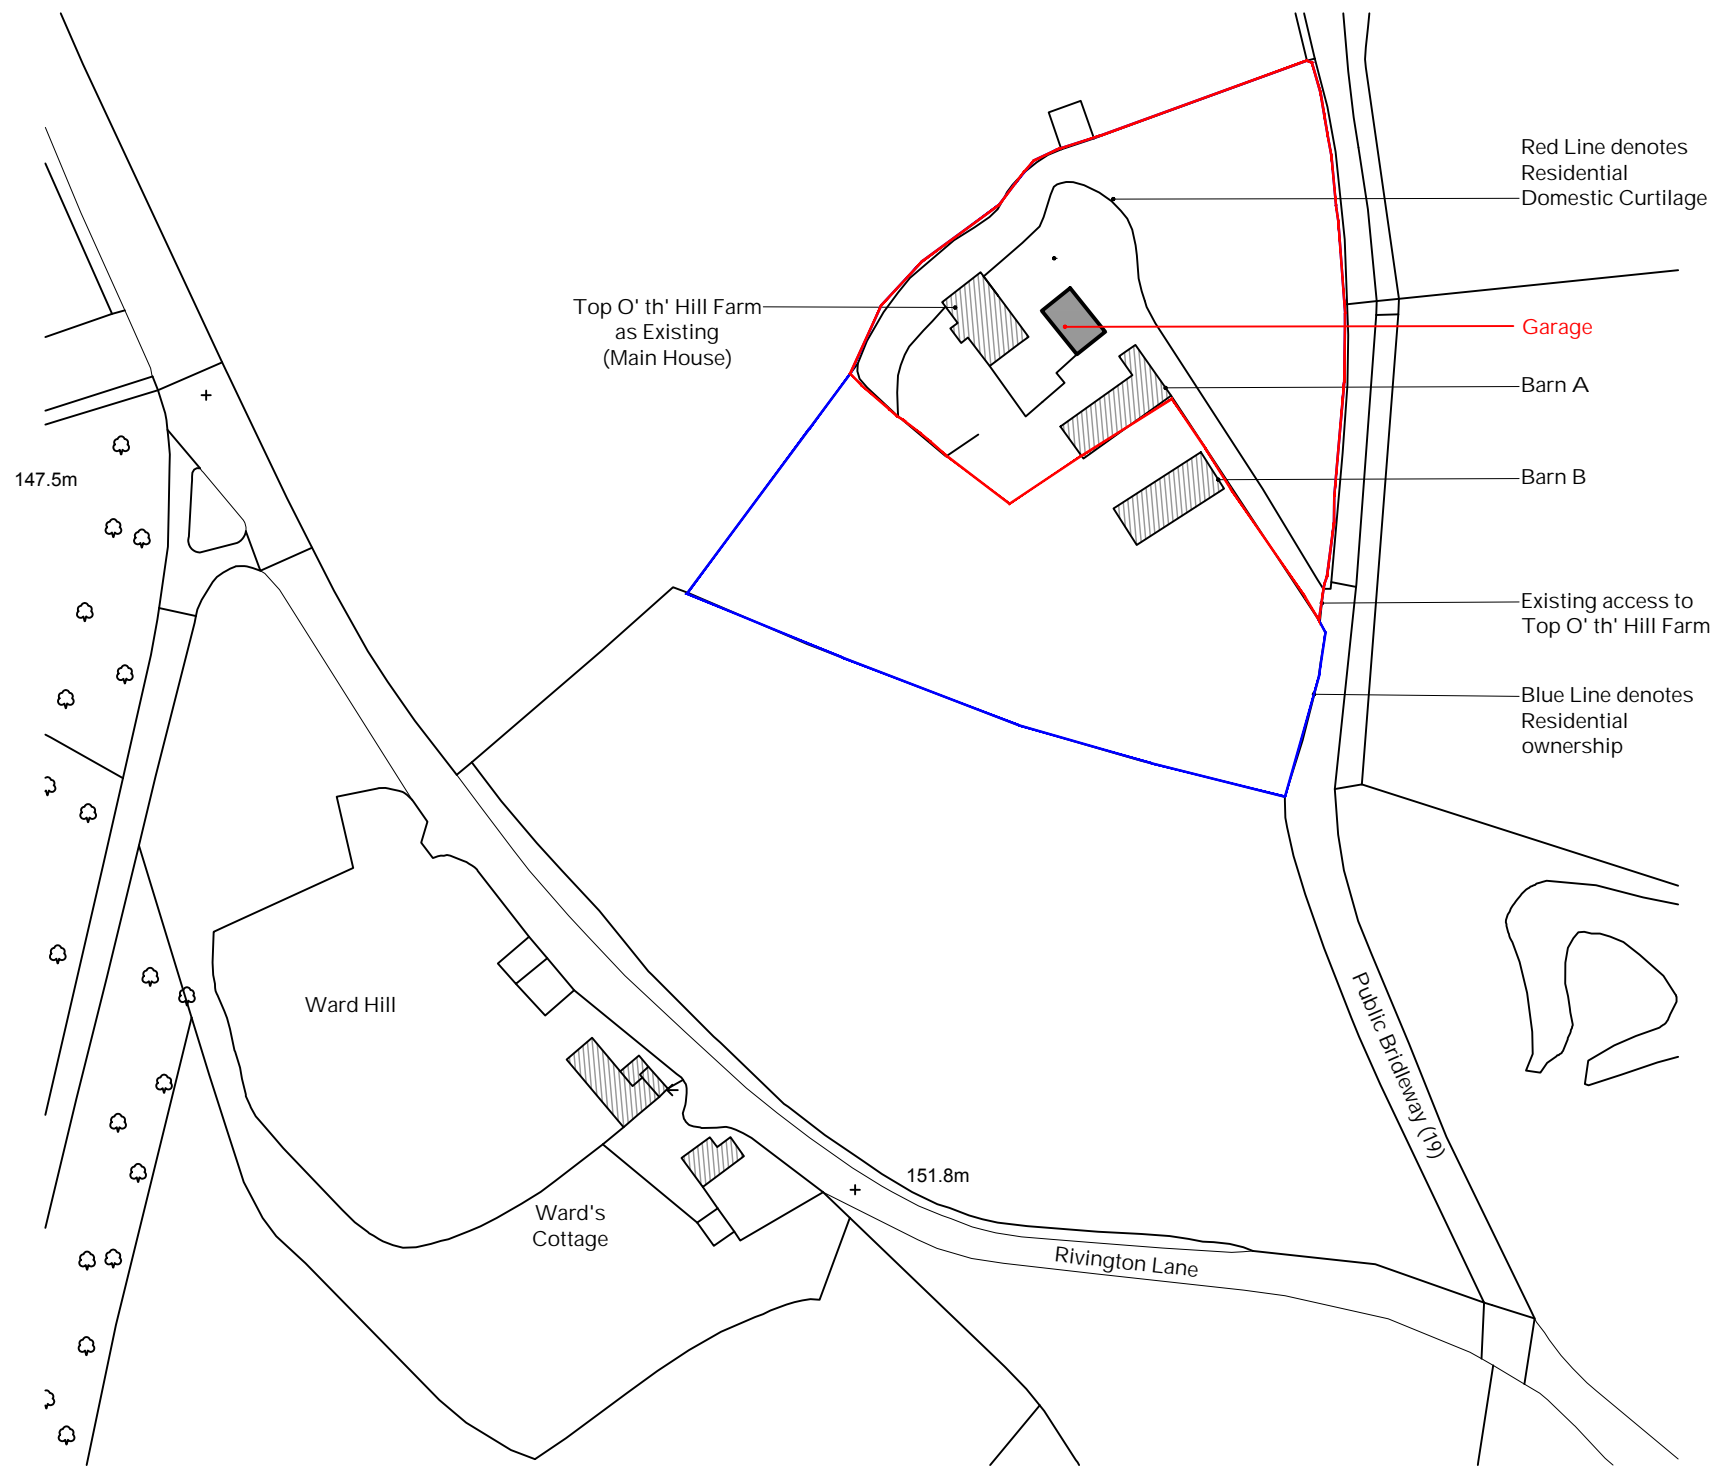 Red Line denotes
Residential
Domestic Curtilage
Top O' th' Hill Farm
as Existing
(Main House)
Garage
Barn A
147.5m
Barn B
Existing access to
Top O' th' Hill Farm
Blue Line denotes
Residential
ownership
Ward Hill
Public Bridleway (19)
151.8m
Ward's
Cottage
Rivington Lane